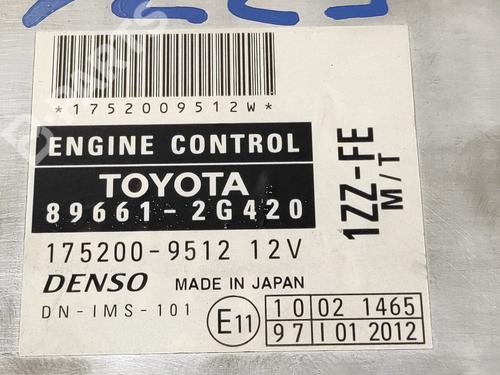 *1752009512W*
ENGINE CONTROL
TOYOTA
89661-2G420
175200-9512 12V
DENSO MADE IN JAPAN
DN-IMS-101
E11
10 02 1465
97 I 01 2012
1ZZ-FE
M/T